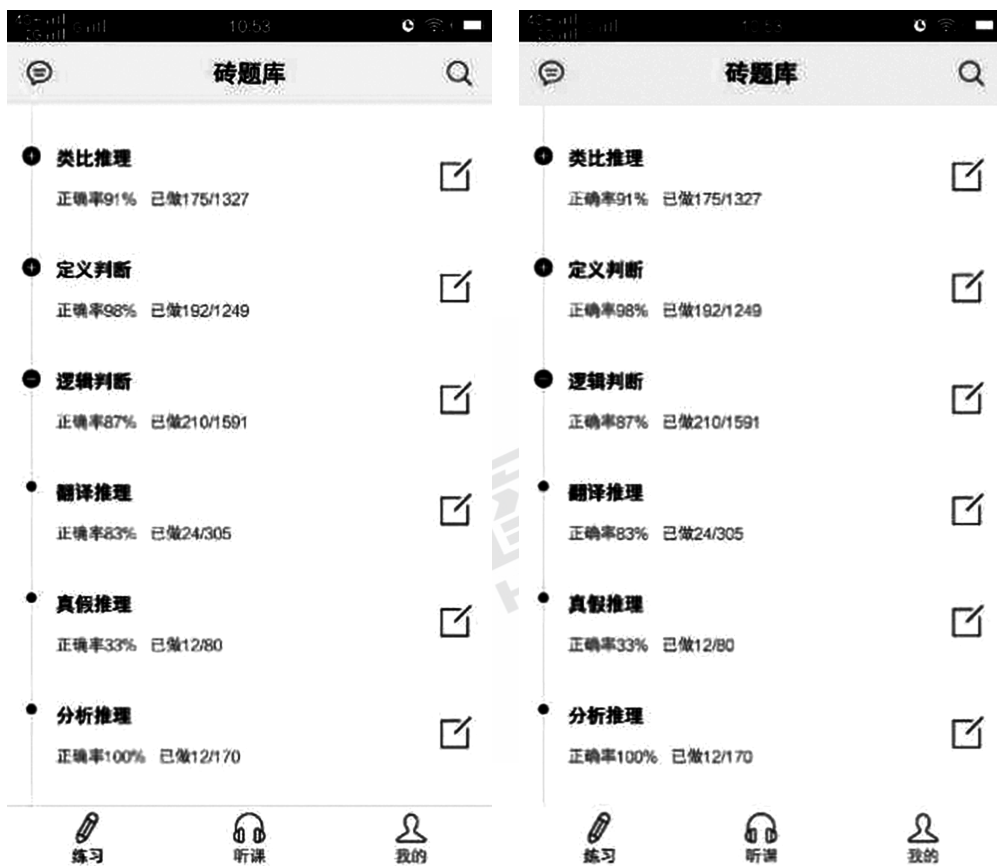 10:53
砖题库
类比推理
正确率91% 已做175/1327
定义判断
正确率98% 已做192/1249
逻辑判断
正确率87% 已做210/1591
翻译推理
正确率83% 已做24/305
真假推理
正确率33% 已做12/80
分析推理
正确率100% 已做12/170
练习 听课 我的
10:53
砖题库
类比推理
正确率91% 已做175/1327
定义判断
正确率98% 已做192/1249
逻辑判断
正确率87% 已做210/1591
翻译推理
正确率83% 已做24/305
真假推理
正确率33% 已做12/80
分析推理
正确率100% 已做12/170
练习 听课 我的